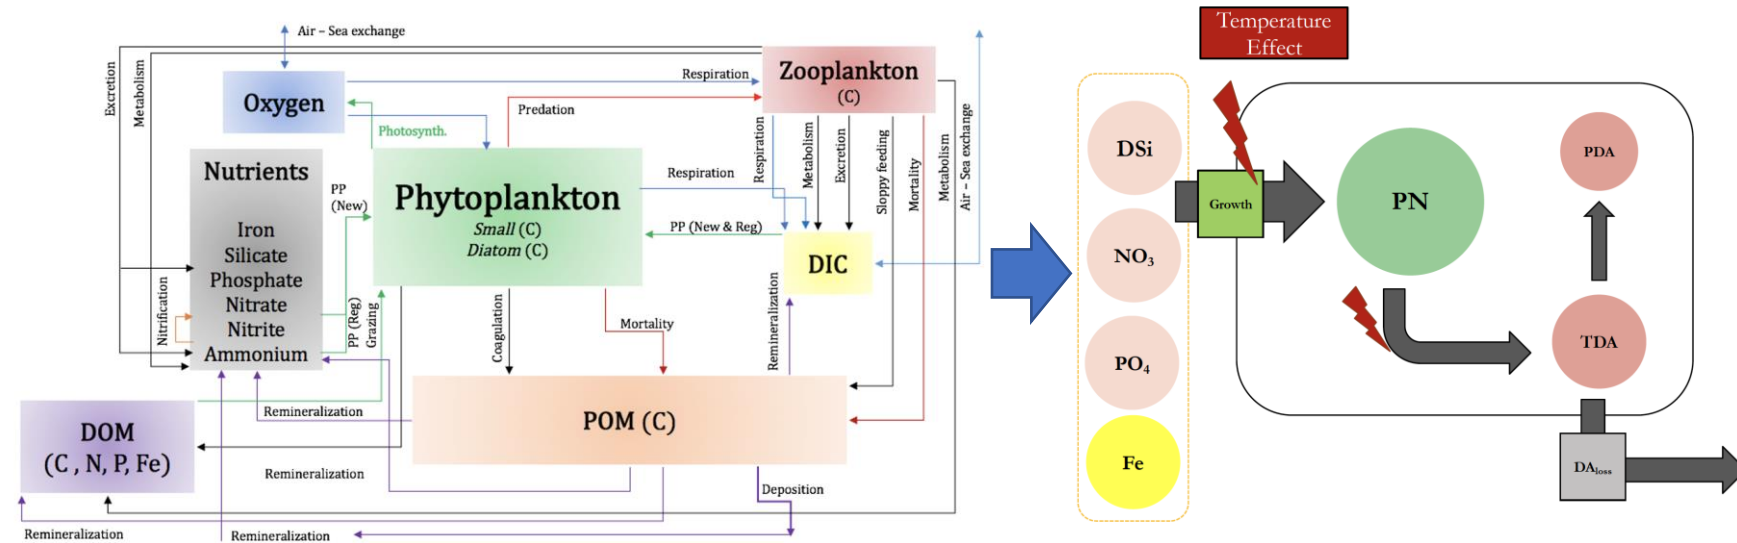 Air – Sea exchange
Excretion
Metabolism
Oxygen
Respiration
Zooplankton
(C)
Predation
Photosynth.
Nutrients
Iron
Silicate
Phosphate
Nitrate
Nitrite
Ammonium
Nitrification
PP
(New)
PP (Reg)
Grazing
Phytoplankton
Small (C)
Diatom (C)
Respiration
PP (New & Reg)
Respiration
Metabolism
Excretion
Sloppy feeding
Mortality
Metabolism
Air – Sea exchange
DIC
Coagulation
Mortality
Remineralization
Remineralization
POM (C)
DOM
(C , N, P, Fe)
Remineralization
Deposition
Remineralization
Remineralization
Temperature
Effect
DSi
NO₃
PO₄
Fe
Growth
PN
PDA
TDA
DAₗₒₛₛ